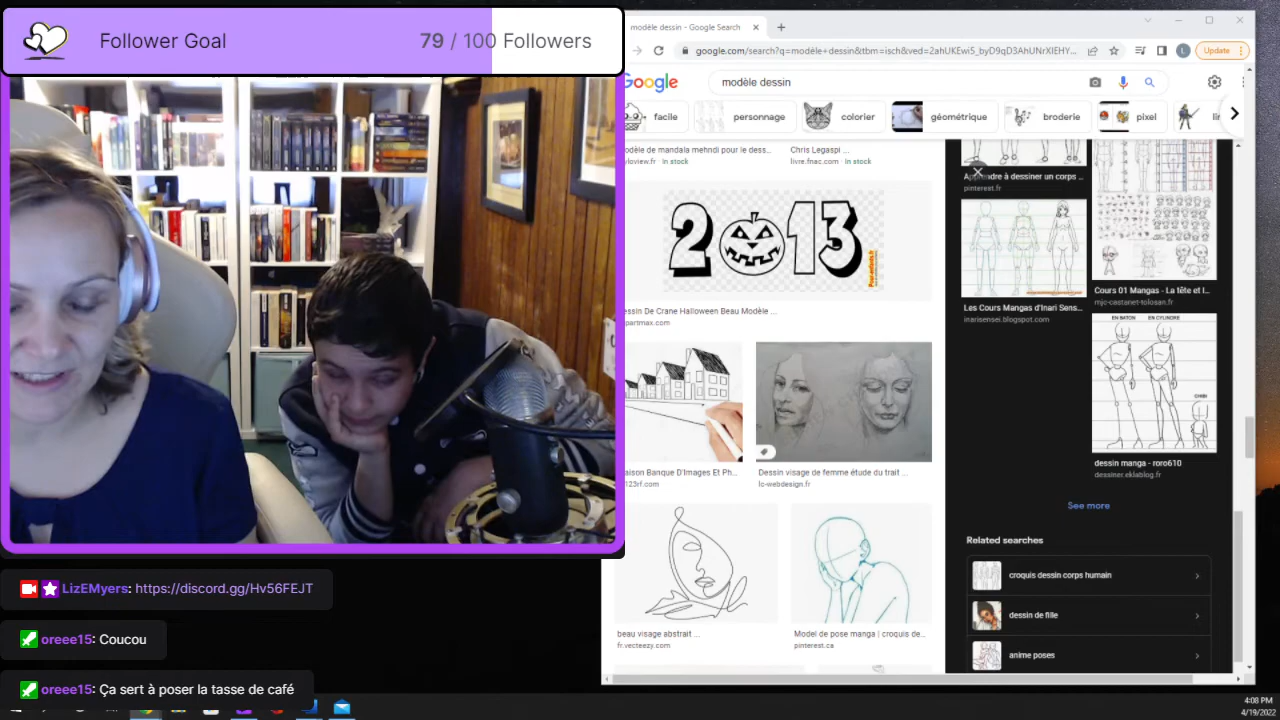 Follower Goal
79 / 100 Followers
modèle dessin - Google Search
google.com/search?q=modèle+dessin&tbm=isch&ved=2ahUKEwi5_byD9qD3AhUNrXIEHY...
L
Update
Google
modèle dessin
facile
personnage
colorier
géométrique
broderie
pixel
dèle de mandala mehndi pour le dess...
yloview.fr · In stock
Chris Legaspi ...
livre.fnac.com · In stock
2013
essin De Crane Halloween Beau Modèle ...
partmax.com
aison Banque D'Images Et Ph...
123rf.com
Dessin visage de femme étude du trait ...
lc-webdesign.fr
beau visage abstrait ...
fr.vecteezy.com
Model de pose manga | croquis de...
pinterest.ca
Apprendre à dessiner un corps ...
pinterest.fr
Les Cours Mangas d'Inari Sens...
inarisensei.blogspot.com
Cours 01 Mangas - La tête et l...
mjc-castanet-tolosan.fr
EN BATON EN CYLINDRE
CHIBI
dessin manga - roro610
dessiner.eklablog.fr
See more
Related searches
croquis dessin corps humain
dessin de fille
anime poses
LizEMyers: https://discord.gg/Hv56FEJT
oreee15: Coucou
oreee15: Ça sert à poser la tasse de café
4:08 PM
4/19/2022